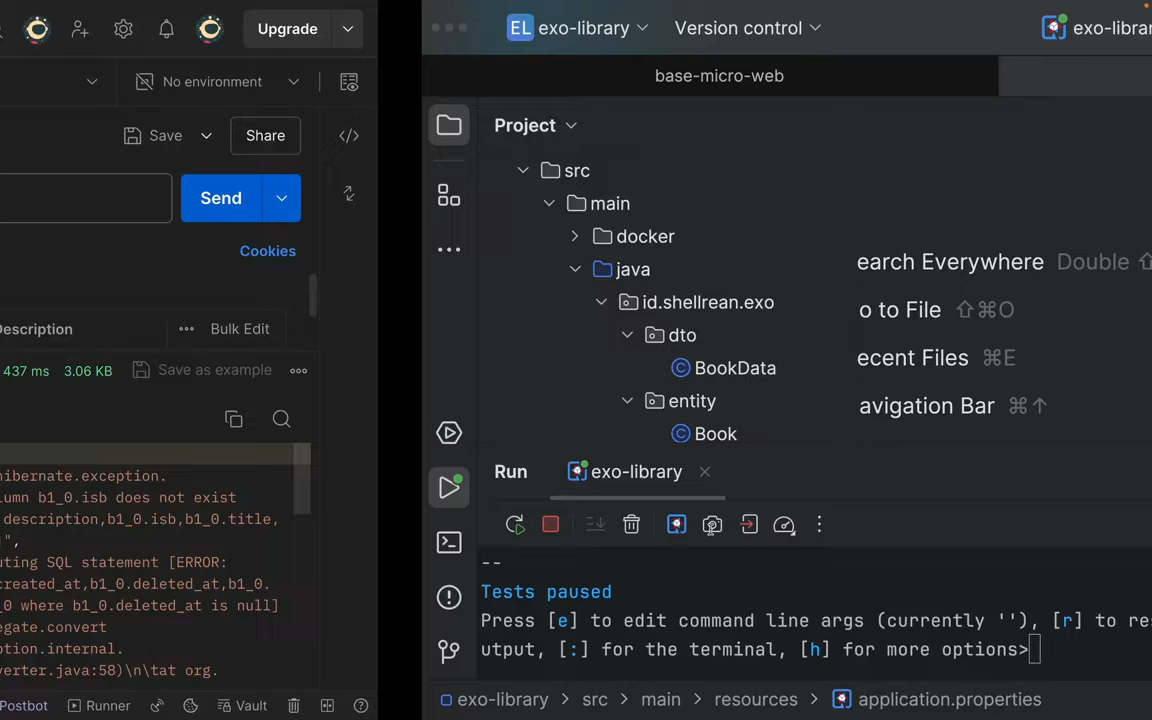 Upgrade
No environment
Save
Share
Send
Cookies
Description
Bulk Edit
437 ms 3.06 KB Save as example
hibernate.exception.
lumn b1_0.isb does not exist
description,b1_0.isb,b1_0.title,
",
uting SQL statement [ERROR:
created_at,b1_0.deleted_at,b1_0.
_0 where b1_0.deleted_at is null]
egate.convert
ption.internal.
verter.java:58)\n\tat org.
Postbot Runner Vault
EL exo-library Version control exo-librar
base-micro-web
Project
src
main
docker
java
id.shellrean.exo
dto
BookData
entity
Book
earch Everywhere Double ⇧
o to File ⇧⌘O
ecent Files ⌘E
avigation Bar ⌘↑
Run exo-library
--
Tests paused
Press [e] to edit command line args (currently ''), [r] to res
utput, [:] for the terminal, [h] for more options>
exo-library > src > main > resources > application.properties